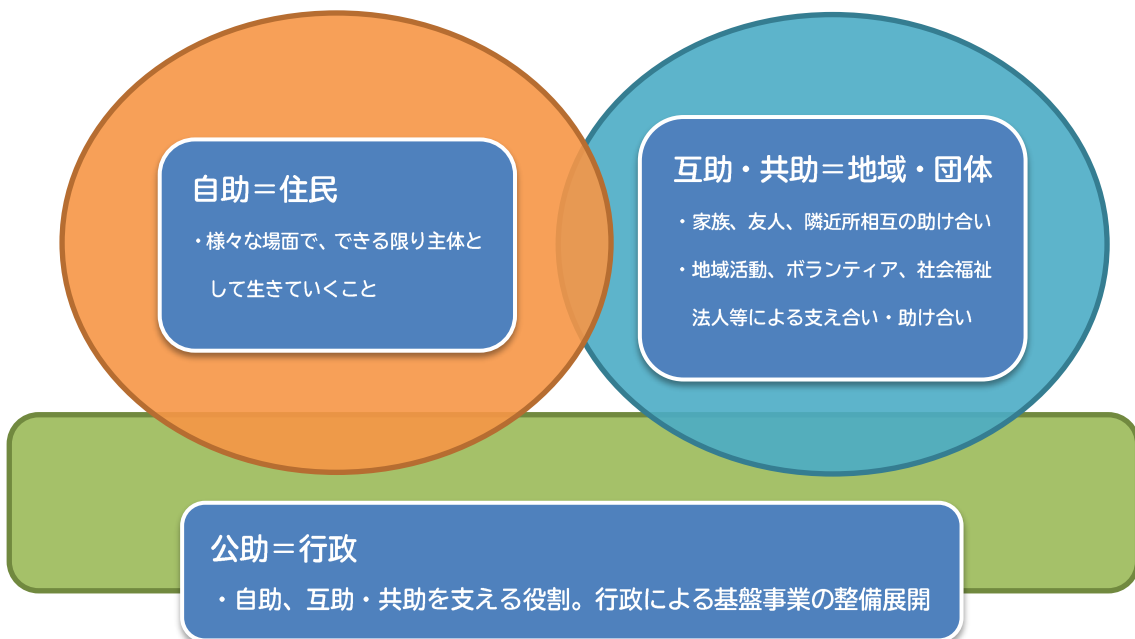 自助＝住民
・様々な場面で、できる限り主体と
して生きていくこと
互助・共助＝地域・団体
・家族、友人、隣近所相互の助け合い
・地域活動、ボランティア、社会福祉
法人等による支え合い・助け合い
公助＝行政
・自助、互助・共助を支える役割。行政による基盤事業の整備展開